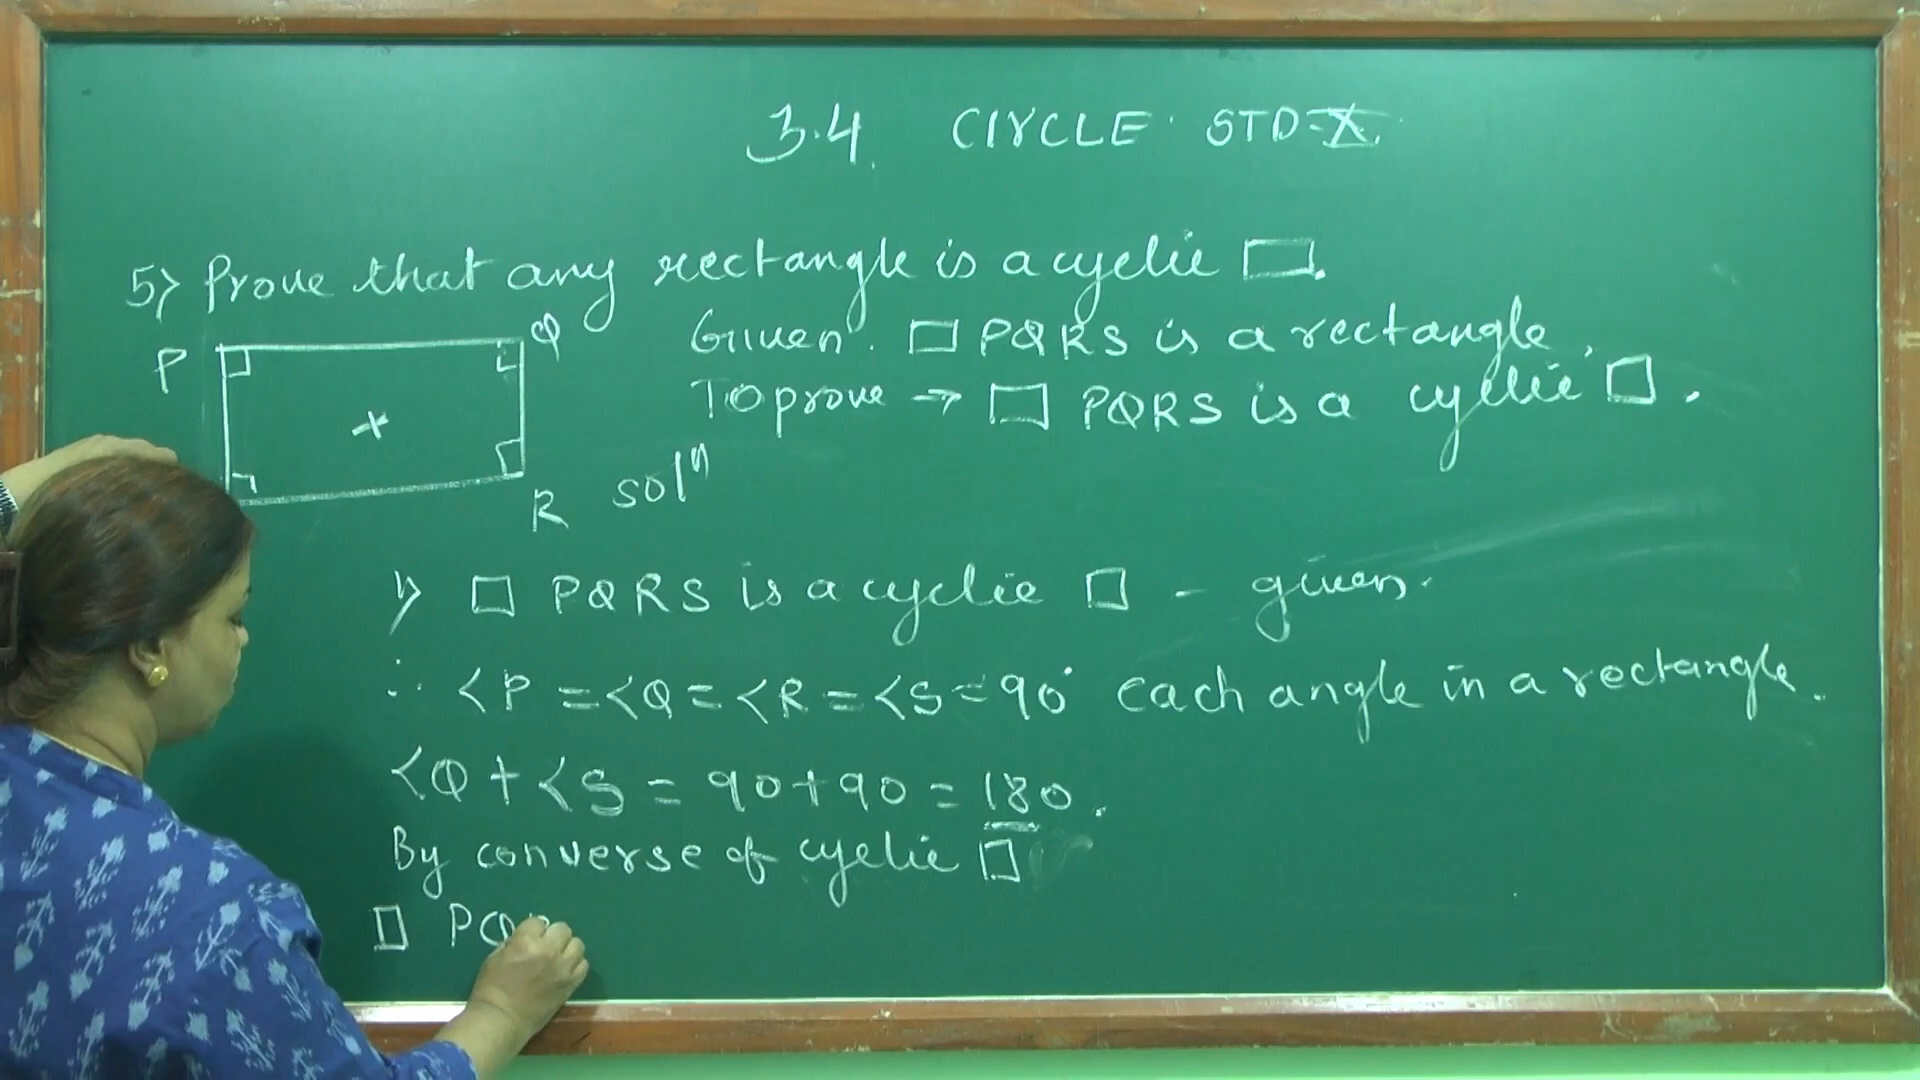 3.4 CIRCLE STD-X.
5) Prove that any rectangle is a cyclic □.
P
Q
R
Given. □ PQRS is a rectangle.
To prove → □ PQRS is a cyclic □.
solⁿ
1) □ PQRS is a cyclic □ - given.
∴ <P = <Q = <R = <S = 90° Each angle in a rectangle.
<Q + <S = 90 + 90 = 180.
By converse of cyclic □
□ PQ